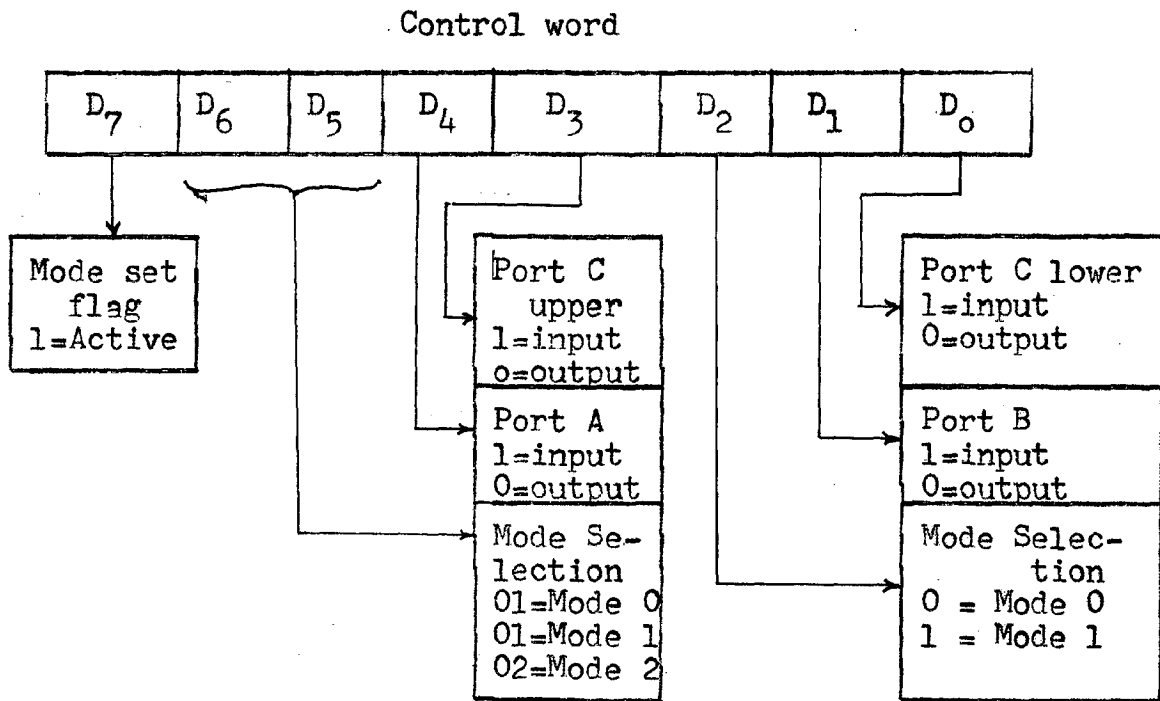 Control word
D7 D6 D5 D4 D3 D2 D1 Do
Mode set
flag
1=Active
Port C
upper
1=input
o=output
Port A
1=input
0=output
Mode Se-
lection
01=Mode 0
01=Mode 1
02=Mode 2
Port C lower
1=input
0=output
Port B
1=input
0=output
Mode Selec-
tion
0 = Mode 0
1 = Mode 1